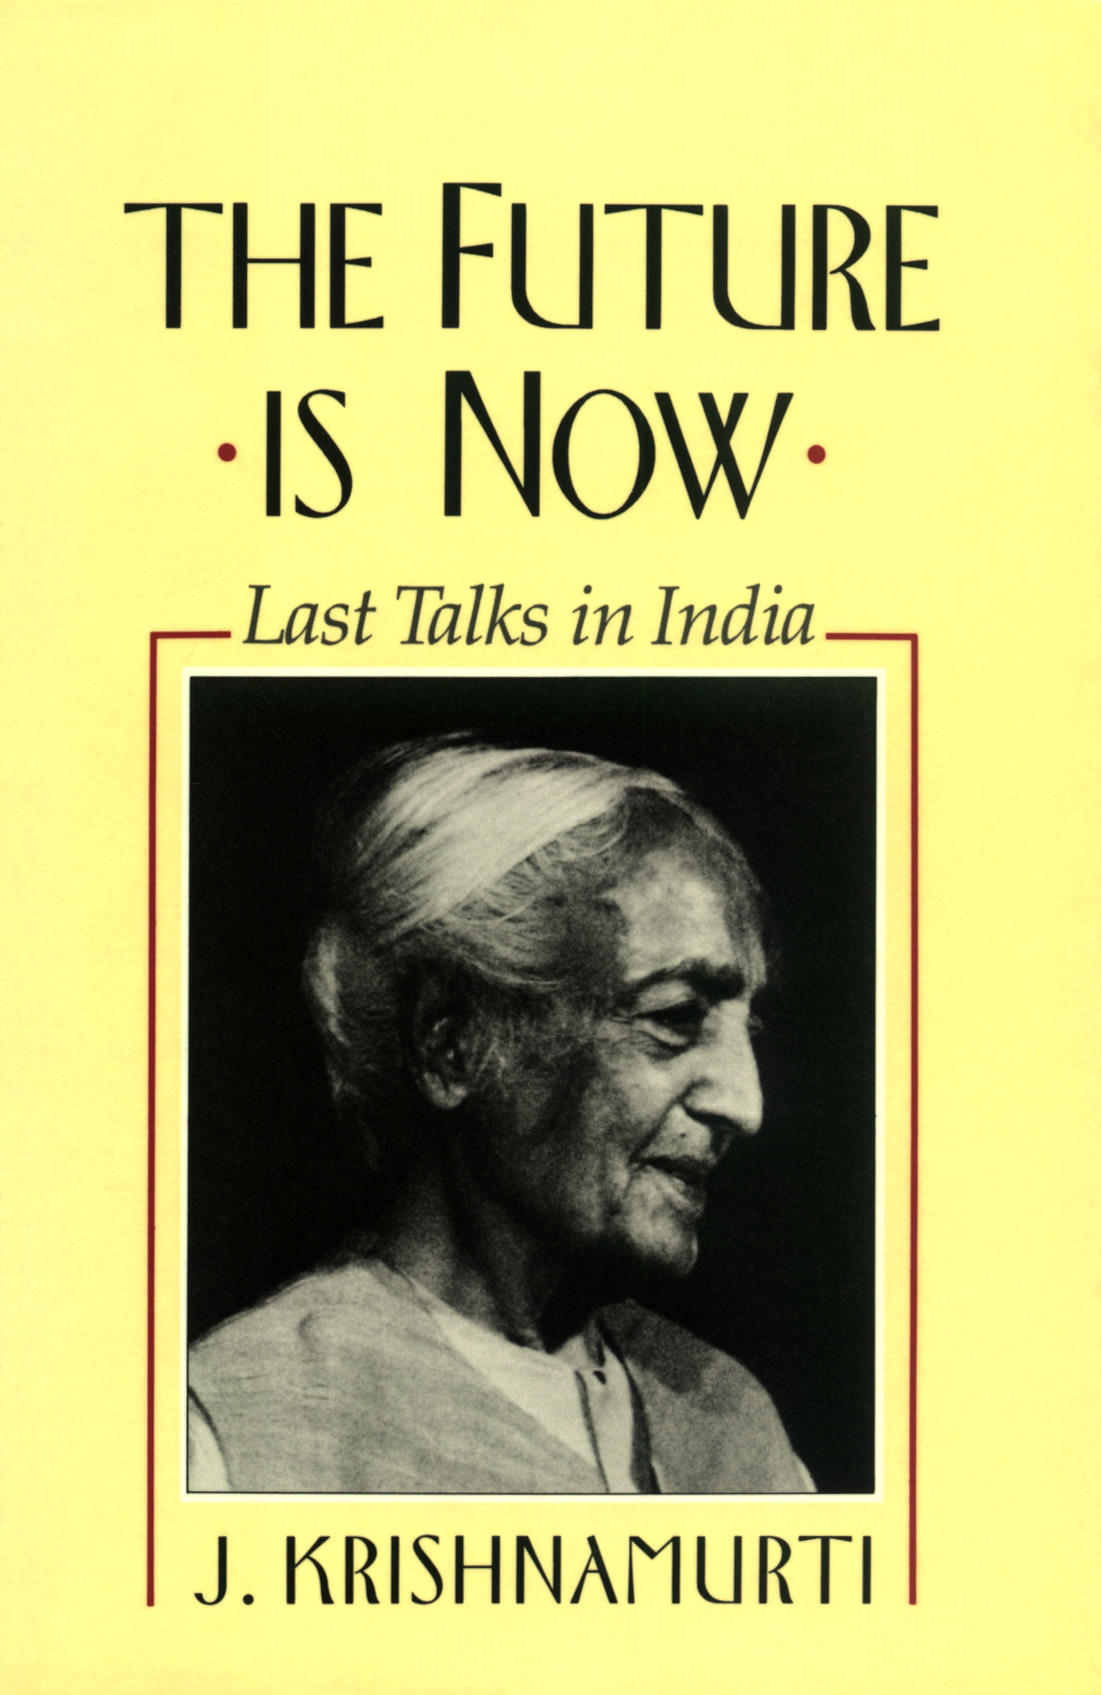 THE FUTURE
• IS NOW •
Last Talks in India
J. KRISHNAMURTI